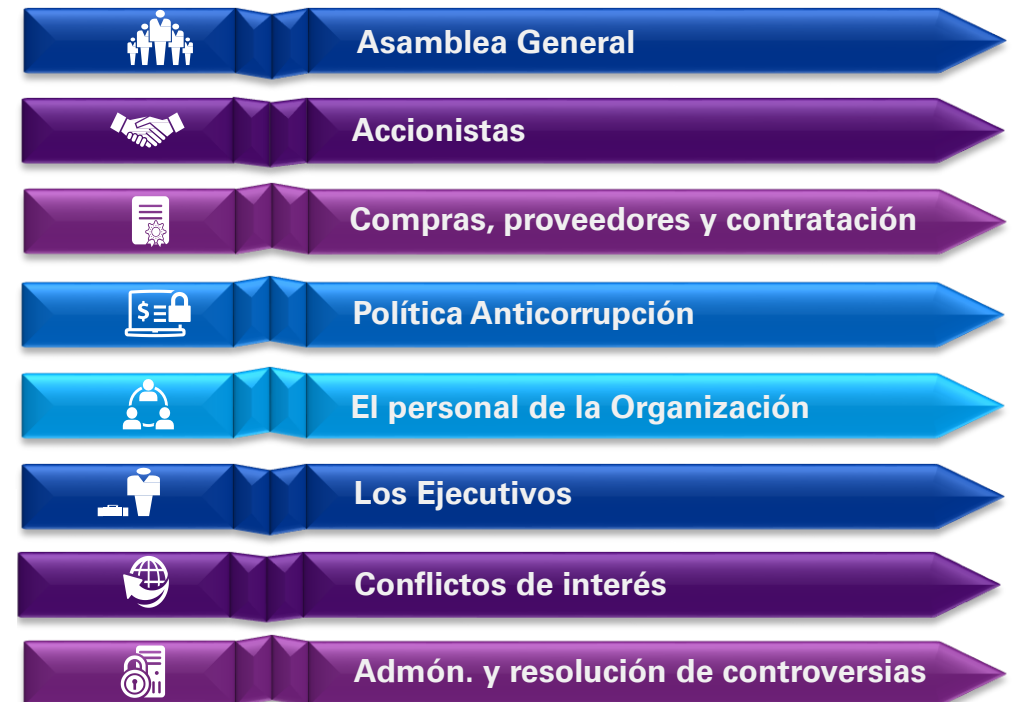 Asamblea General
Accionistas
Compras, proveedores y contratación
$
Política Anticorrupción
El personal de la Organización
Los Ejecutivos
Conflictos de interés
Admón. y resolución de controversias